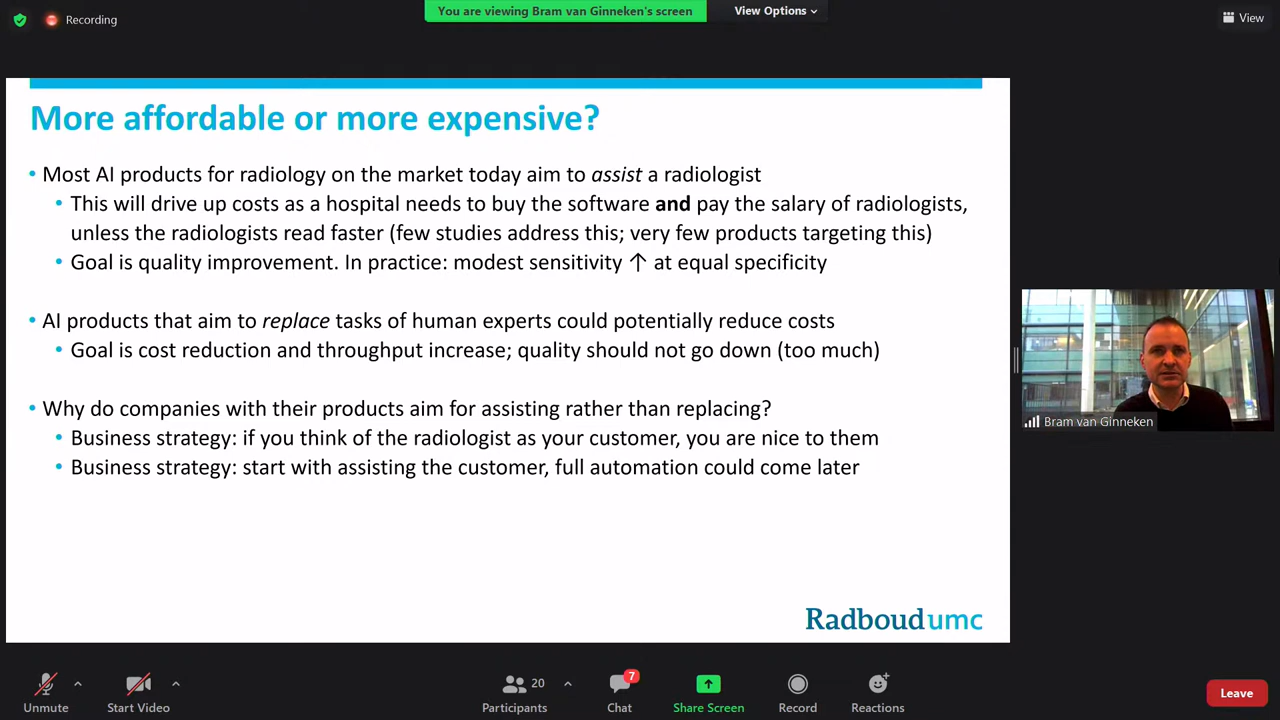 Recording
You are viewing Bram van Ginneken's screen
View Options
View
More affordable or more expensive?
• Most AI products for radiology on the market today aim to assist a radiologist
• This will drive up costs as a hospital needs to buy the software and pay the salary of radiologists,
unless the radiologists read faster (few studies address this; very few products targeting this)
• Goal is quality improvement. In practice: modest sensitivity ↑ at equal specificity
• AI products that aim to replace tasks of human experts could potentially reduce costs
• Goal is cost reduction and throughput increase; quality should not go down (too much)
• Why do companies with their products aim for assisting rather than replacing?
• Business strategy: if you think of the radiologist as your customer, you are nice to them
• Business strategy: start with assisting the customer, full automation could come later
Radboudumc
Bram van Ginneken
Unmute
Start Video
20
Participants
7
Chat
Share Screen
Record
Reactions
Leave